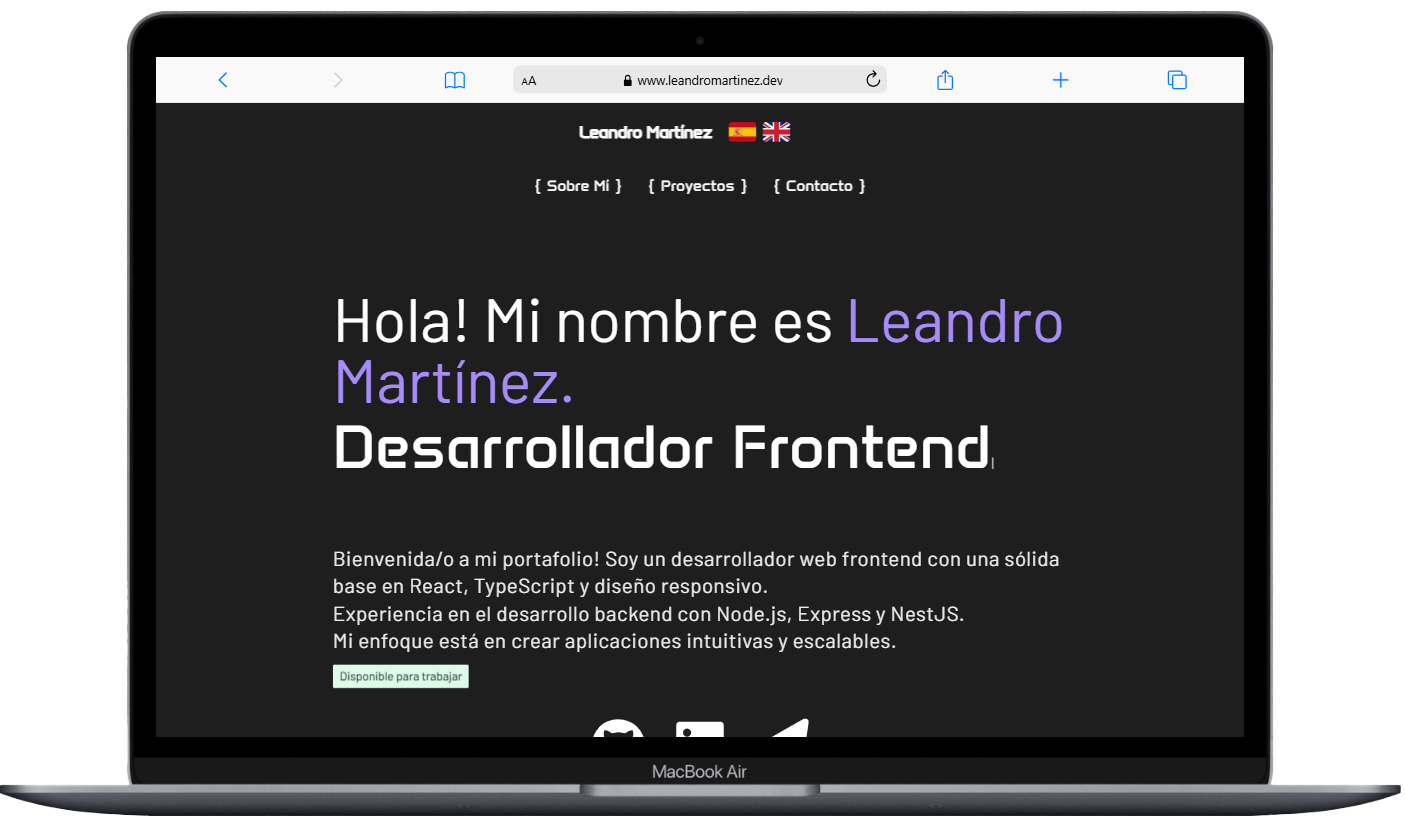 AA www.leandromartinez.dev
Leandro Martínez
{ Sobre Mí } { Proyectos } { Contacto }
Hola! Mi nombre es Leandro
Martínez.
Desarrollador Frontend
Bienvenida/o a mi portafolio! Soy un desarrollador web frontend con una sólida
base en React, TypeScript y diseño responsivo.
Experiencia en el desarrollo backend con Node.js, Express y NestJS.
Mi enfoque está en crear aplicaciones intuitivas y escalables.
Disponible para trabajar
MacBook Air